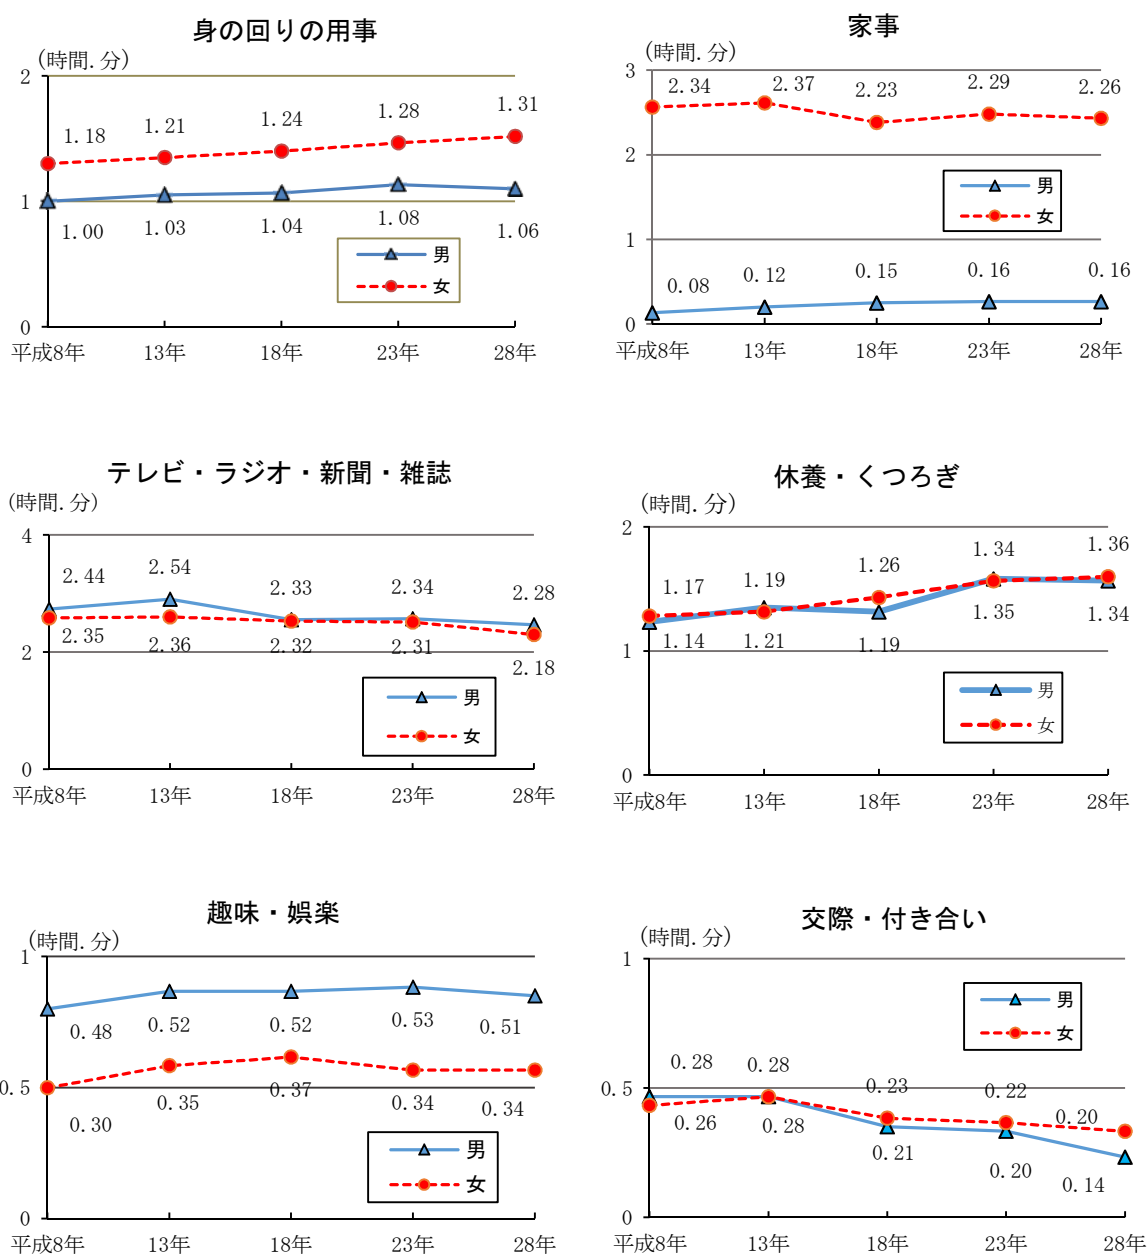 身の回りの用事
(時間.分)
2
1
0
1.18 1.21 1.24 1.28 1.31
1.00 1.03 1.04 1.08 1.06
男
女
平成8年 13年 18年 23年 28年
家事
(時間.分)
3
2
1
0
2.34 2.37 2.23 2.29 2.26
男
女
0.08 0.12 0.15 0.16 0.16
平成8年 13年 18年 23年 28年
テレビ・ラジオ・新聞・雑誌
(時間.分)
4
2
0
2.44 2.54 2.33 2.34 2.28
2.35 2.36 2.32 2.31 2.18
男
女
平成8年 13年 18年 23年 28年
休養・くつろぎ
(時間.分)
2
1
0
1.17 1.19 1.26 1.34 1.36
1.14 1.21 1.19 1.35 1.34
男
女
平成8年 13年 18年 23年 28年
趣味・娯楽
(時間.分)
1
0.5
0
0.48 0.52 0.52 0.53 0.51
0.30 0.35 0.37 0.34 0.34
男
女
平成8年 13年 18年 23年 28年
交際・付き合い
(時間.分)
1
0.5
0
男
女
0.28 0.28 0.23 0.22 0.20
0.26 0.28 0.21 0.20 0.14
平成8年 13年 18年 23年 28年